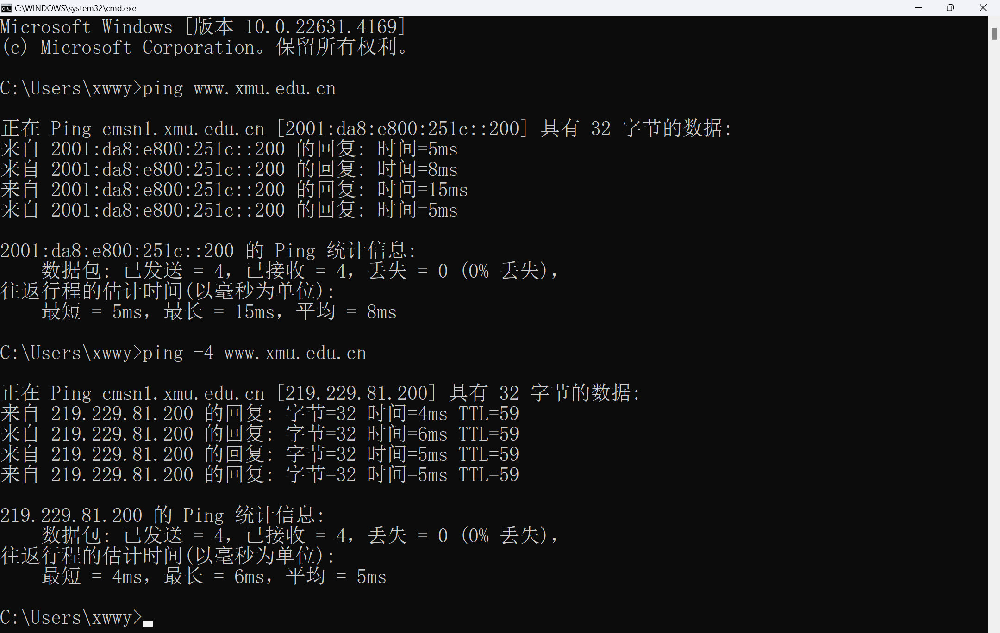 C:\WINDOWS\system32\cmd.exe
Microsoft Windows [版本 10.0.22631.4169]
(c) Microsoft Corporation。保留所有权利。
C:\Users\xwwy>ping www.xmu.edu.cn
正在 Ping cmsn1.xmu.edu.cn [2001:da8:e800:251c::200] 具有 32 字节的数据:
来自 2001:da8:e800:251c::200 的回复: 时间=5ms
来自 2001:da8:e800:251c::200 的回复: 时间=8ms
来自 2001:da8:e800:251c::200 的回复: 时间=15ms
来自 2001:da8:e800:251c::200 的回复: 时间=5ms
2001:da8:e800:251c::200 的 Ping 统计信息:
    数据包: 已发送 = 4，已接收 = 4，丢失 = 0 (0% 丢失)，
往返行程的估计时间(以毫秒为单位):
    最短 = 5ms，最长 = 15ms，平均 = 8ms
C:\Users\xwwy>ping -4 www.xmu.edu.cn
正在 Ping cmsn1.xmu.edu.cn [219.229.81.200] 具有 32 字节的数据:
来自 219.229.81.200 的回复: 字节=32 时间=4ms TTL=59
来自 219.229.81.200 的回复: 字节=32 时间=6ms TTL=59
来自 219.229.81.200 的回复: 字节=32 时间=5ms TTL=59
来自 219.229.81.200 的回复: 字节=32 时间=5ms TTL=59
219.229.81.200 的 Ping 统计信息:
    数据包: 已发送 = 4，已接收 = 4，丢失 = 0 (0% 丢失)，
往返行程的估计时间(以毫秒为单位):
    最短 = 4ms，最长 = 6ms，平均 = 5ms
C:\Users\xwwy>